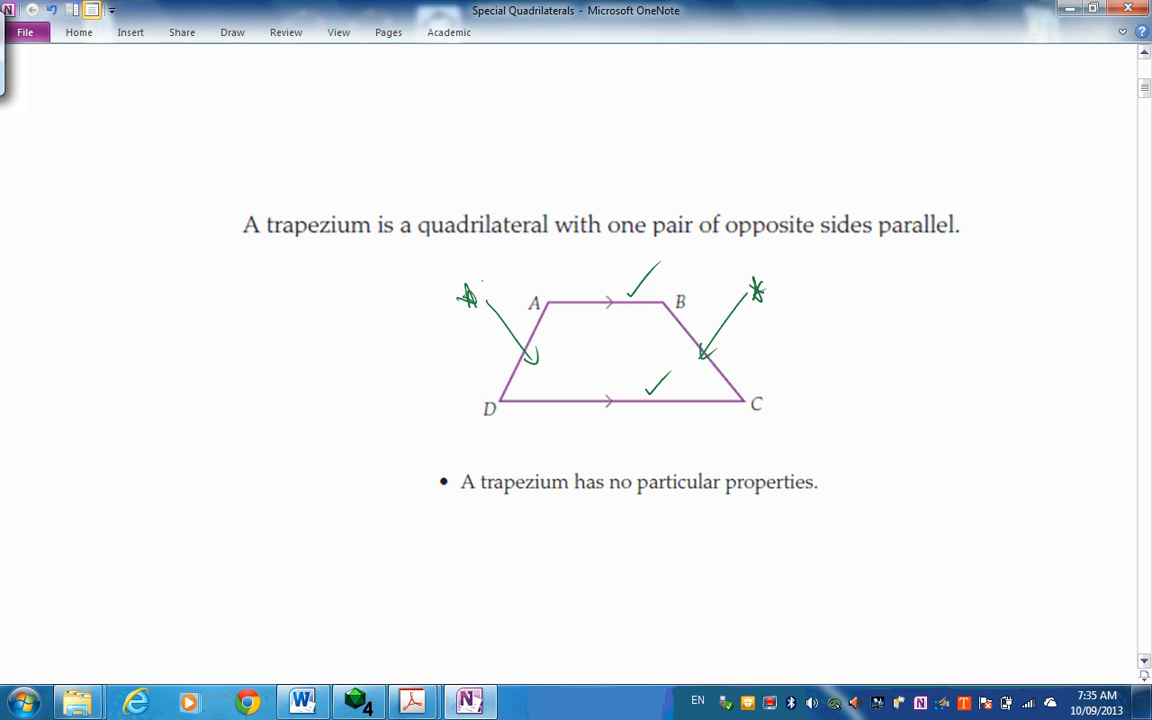 Special Quadrilaterals - Microsoft OneNote
File Home Insert Share Draw Review View Pages Academic
A trapezium is a quadrilateral with one pair of opposite sides parallel.
A B
D C
• A trapezium has no particular properties.
EN 7:35 AM
10/09/2013